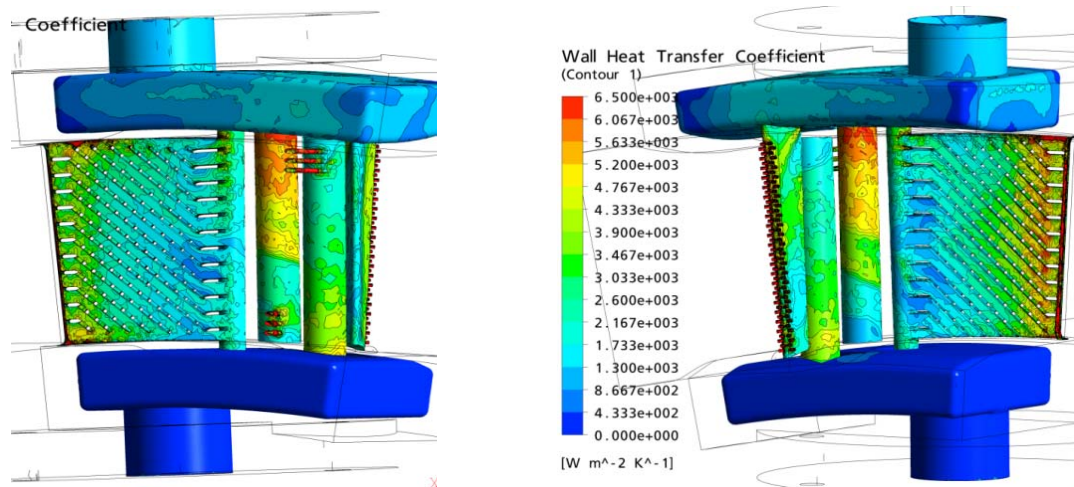 Coefficient
X
Wall Heat Transfer Coefficient
(Contour 1)
6.500e+003
6.067e+003
5.633e+003
5.200e+003
4.767e+003
4.333e+003
3.900e+003
3.467e+003
3.033e+003
2.600e+003
2.167e+003
1.733e+003
1.300e+003
8.667e+002
4.333e+002
0.000e+000
[W m^-2 K^-1]